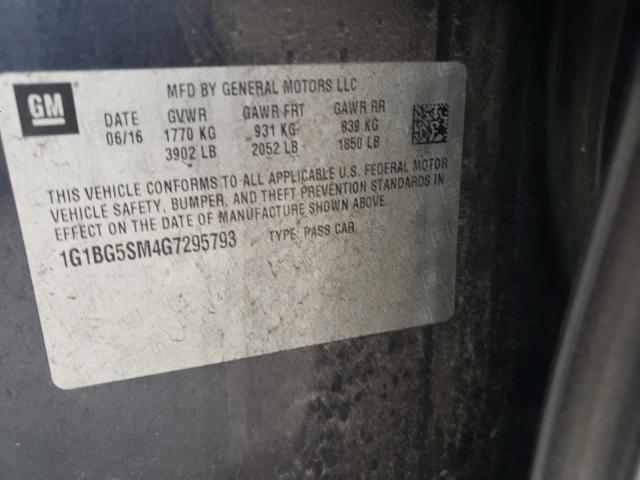 GM
MFD BY GENERAL MOTORS LLC
DATE GVWR GAWR FRT GAWR RR
06/16 1770 KG 931 KG 839 KG
3902 LB 2052 LB 1850 LB
THIS VEHICLE CONFORMS TO ALL APPLICABLE U.S. FEDERAL MOTOR
VEHICLE SAFETY, BUMPER, AND THEFT PREVENTION STANDARDS IN
EFFECT ON THE DATE OF MANUFACTURE SHOWN ABOVE.
1G1BG5SM4G7295793 TYPE: PASS CAR